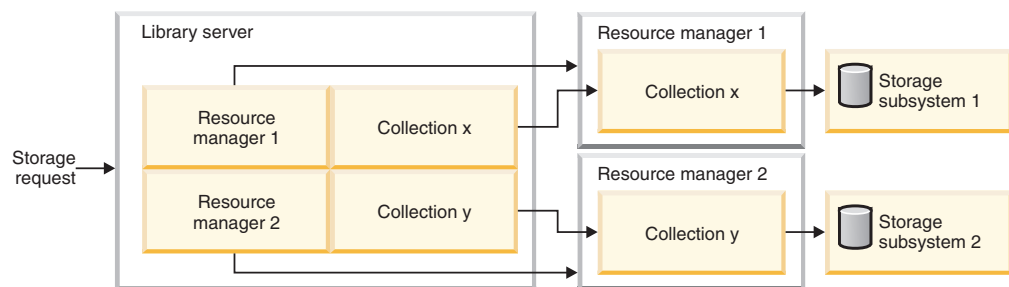 Library server
Resource manager 1
Collection x
Storage
subsystem 1
Resource
manager 1
Collection x
Storage
request
Resource
manager 2
Collection y
Resource manager 2
Collection y
Storage
subsystem 2